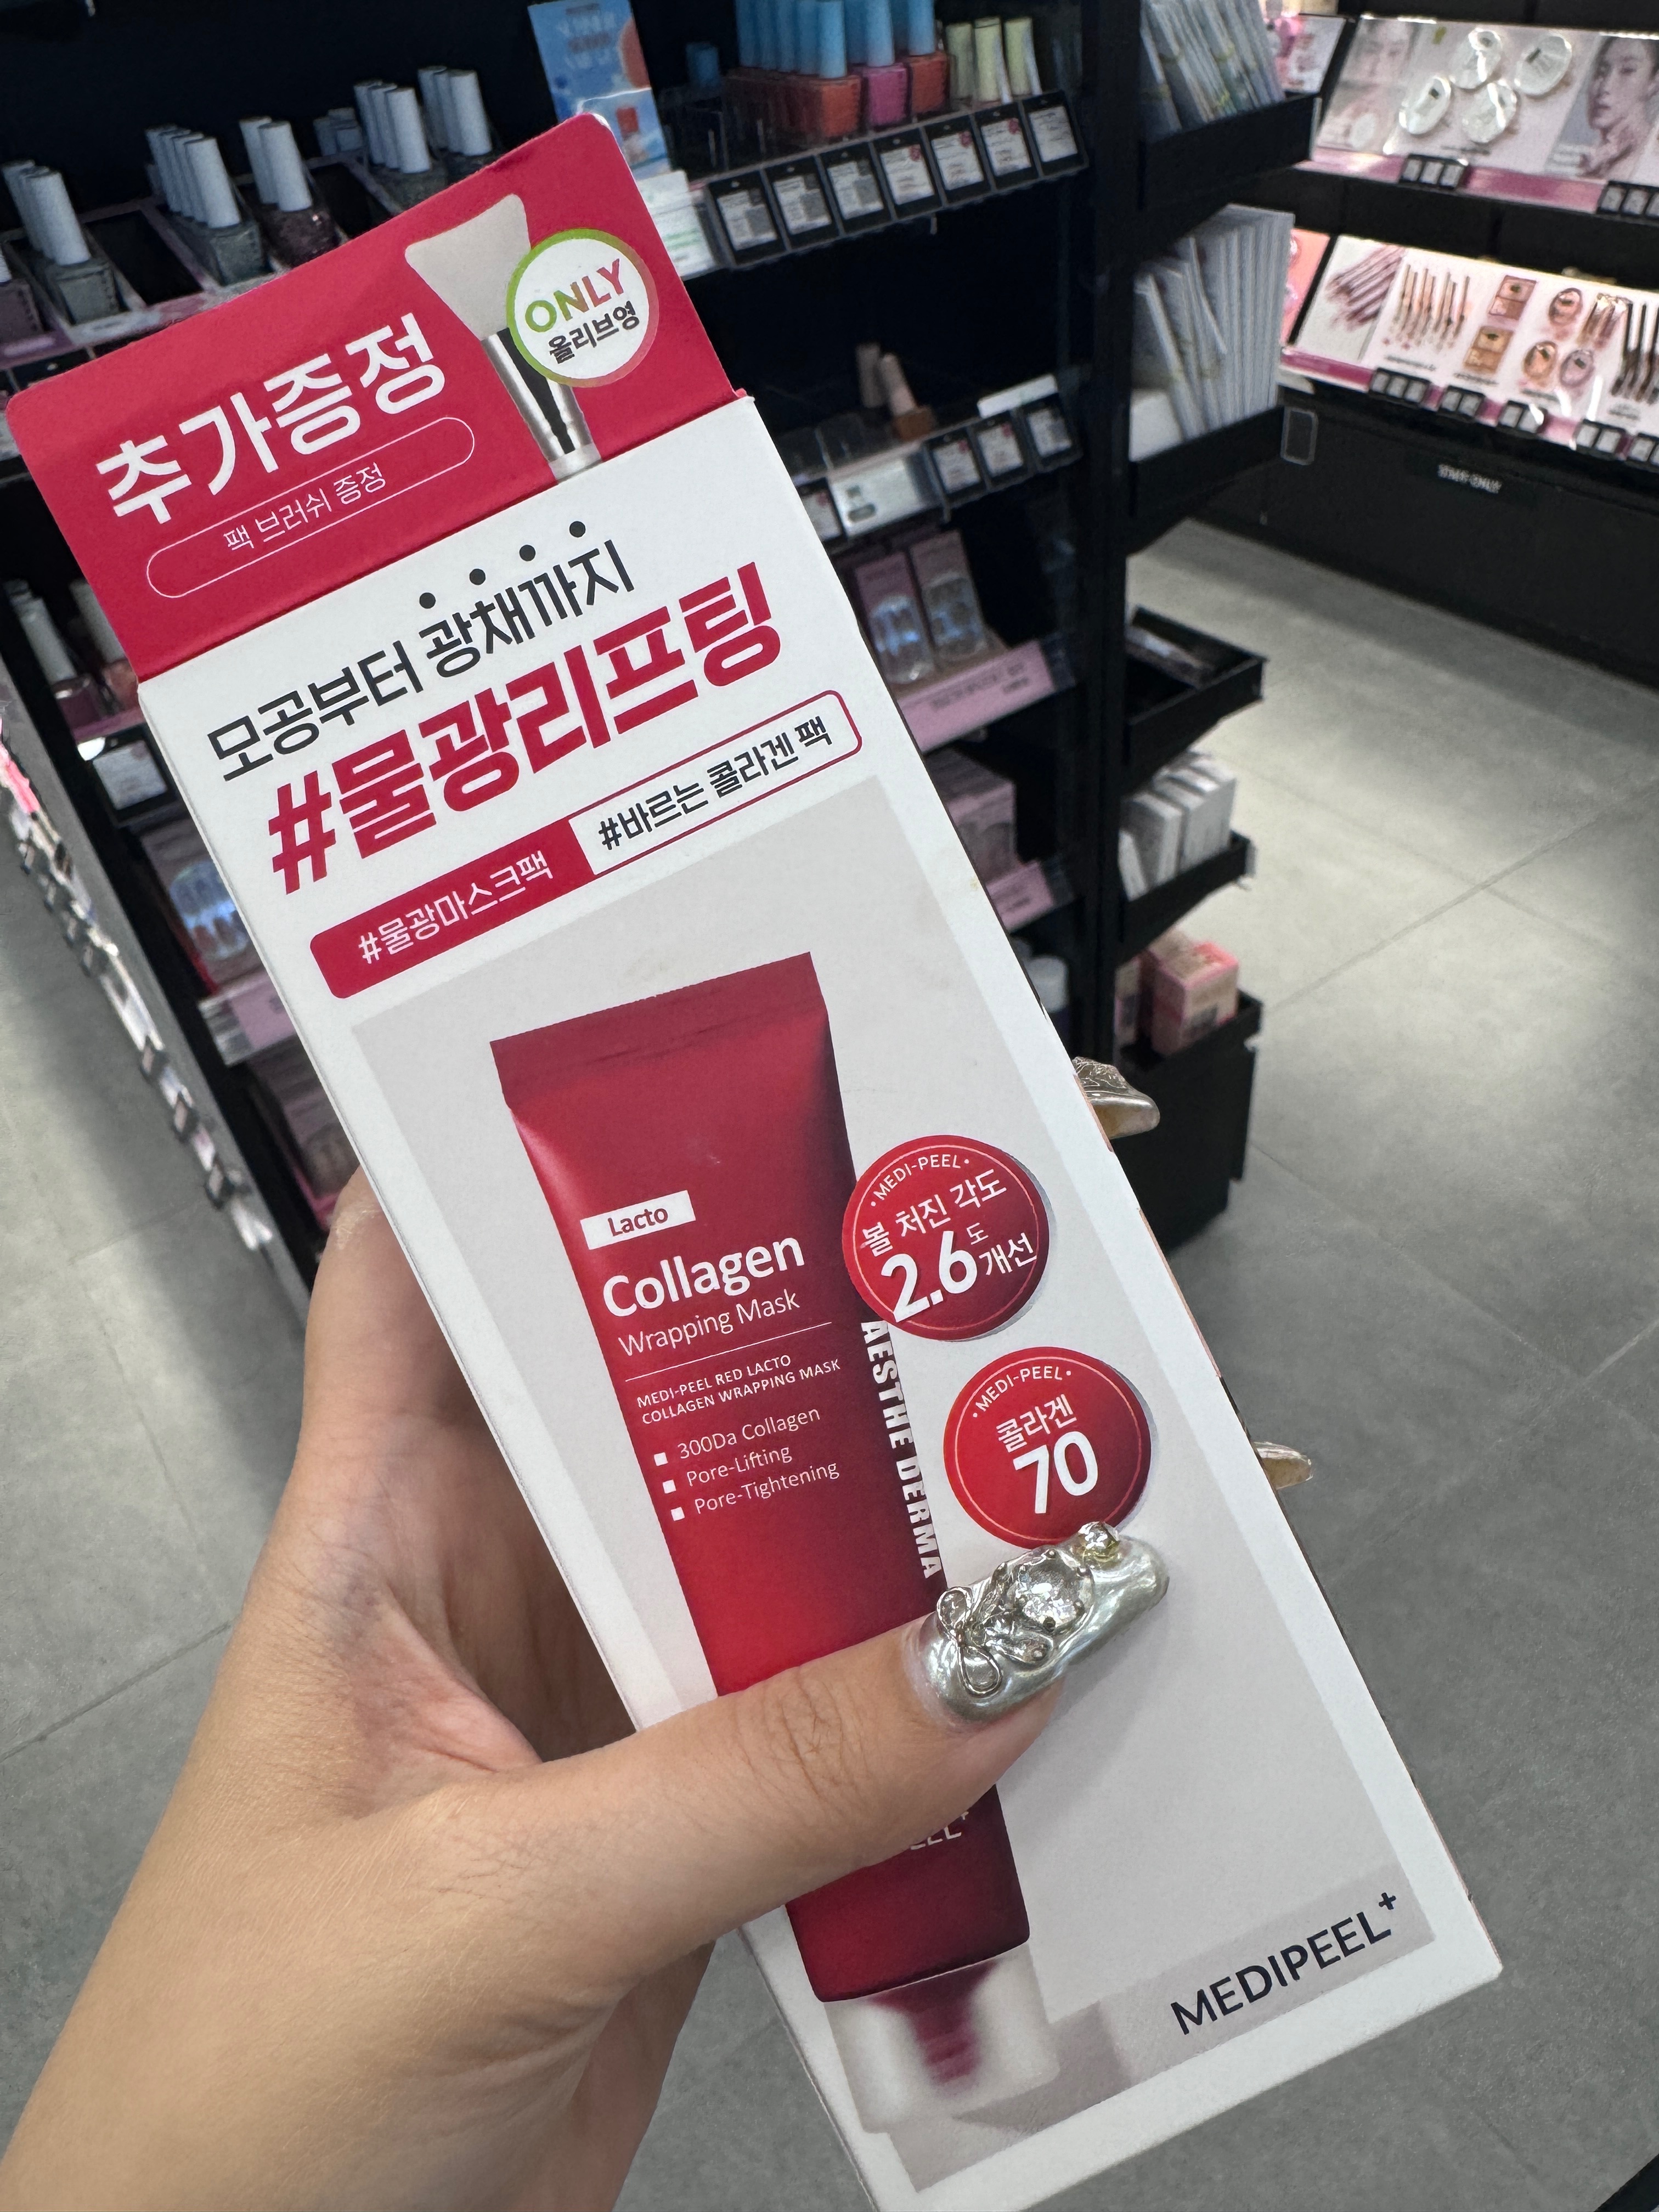 ONLY
올리브영
추가증정
팩 브러쉬 증정
모공부터 광채까지
#물광리프팅
#물광마스크팩
#바르는 콜라겐 팩
Lacto
Collagen
Wrapping Mask
MEDI-PEEL RED LACTO
COLLAGEN WRAPPING MASK
300Da Collagen
Pore-Lifting
Pore-Tightening
AESTHE DERMA
•MEDI-PEEL•
볼 처진 각도
2.6도 개선
•MEDI-PEEL•
콜라겐
70
MEDIPEEL+
STAFF ONLY